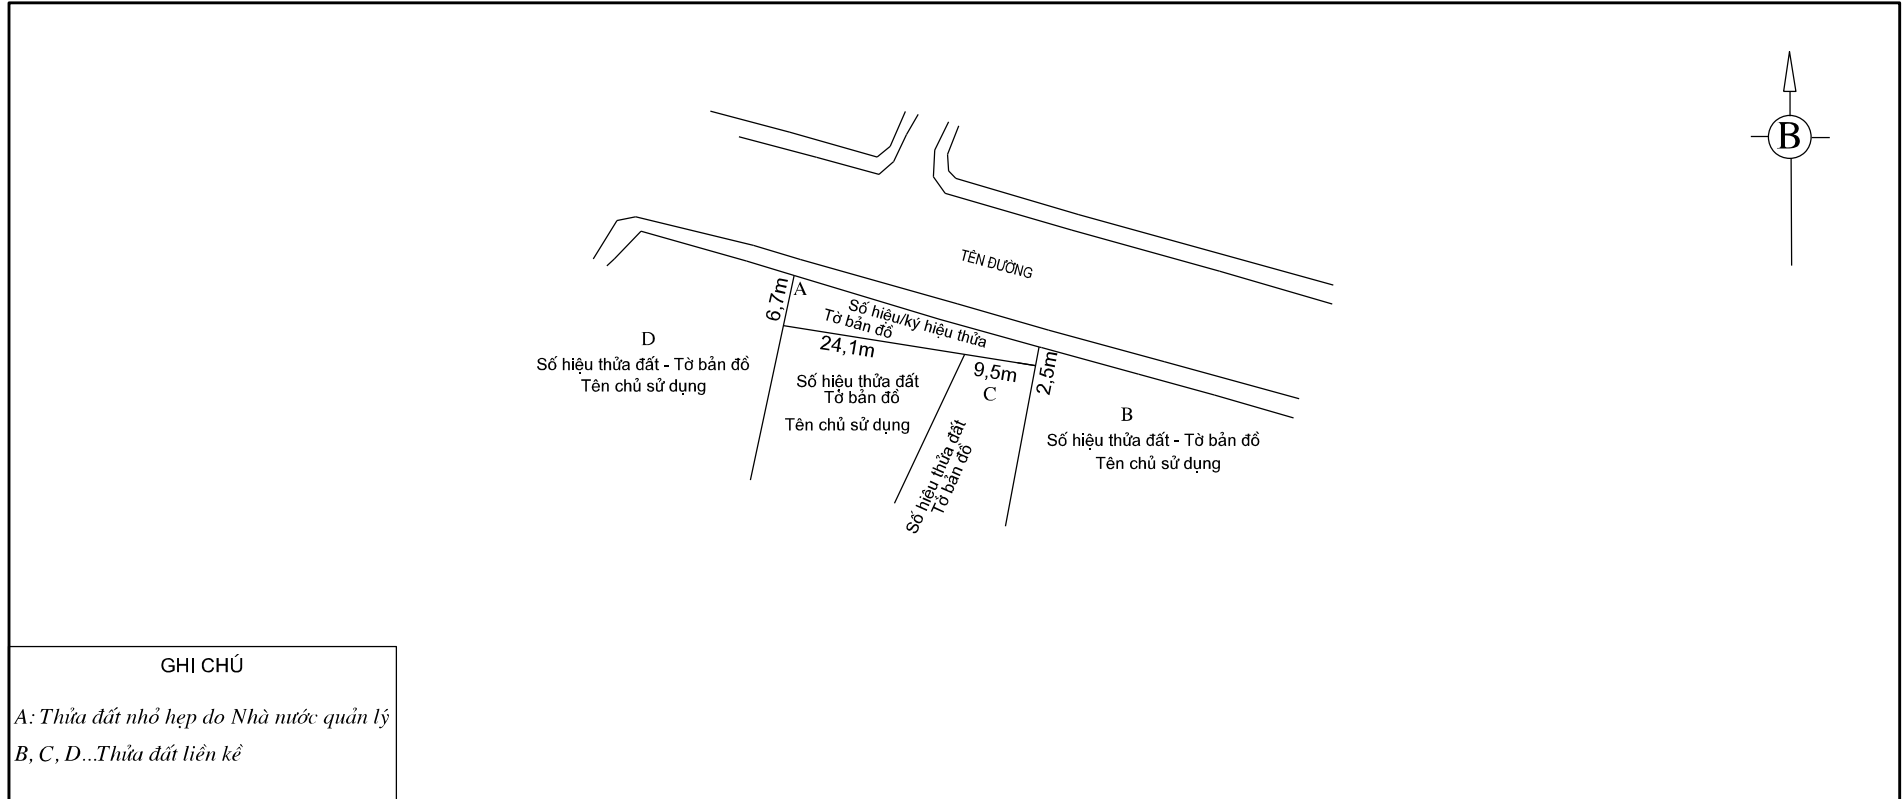 B
TÊN ĐƯỜNG
6,7m
A
Số hiệu/ký hiệu thửa
Tờ bản đồ
D
Số hiệu thửa đất - Tờ bản đồ
Tên chủ sử dụng
24,1m
9,5m
2,5m
Số hiệu thửa đất
Tờ bản đồ
Tên chủ sử dụng
C
Số hiệu thửa đất
Tờ bản đồ
B
Số hiệu thửa đất - Tờ bản đồ
Tên chủ sử dụng
GHI CHÚ
A: Thửa đất nhỏ hẹp do Nhà nước quản lý
B, C, D...Thửa đất liền kề